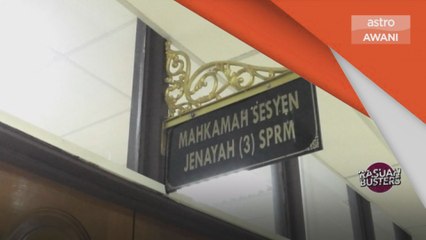 astro
AWANI
MAHKAMAH SESYEN
JENAYAH (3) SPRM
RASUAH
BUSTERS